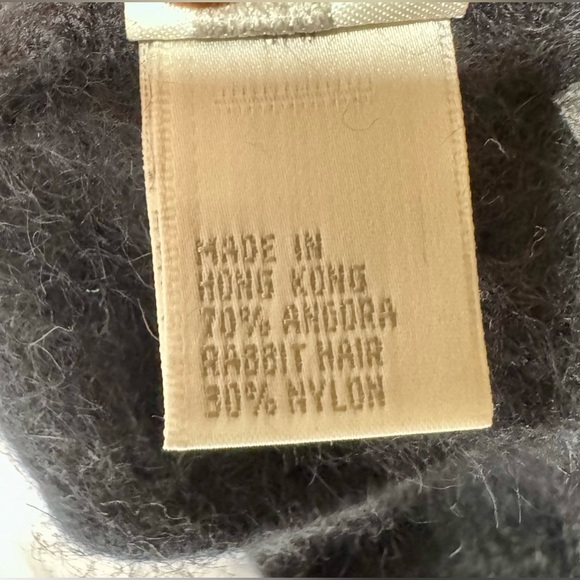 MADE IN
HONG KONG
70% ANGORA
RABBIT HAIR
30% NYLON